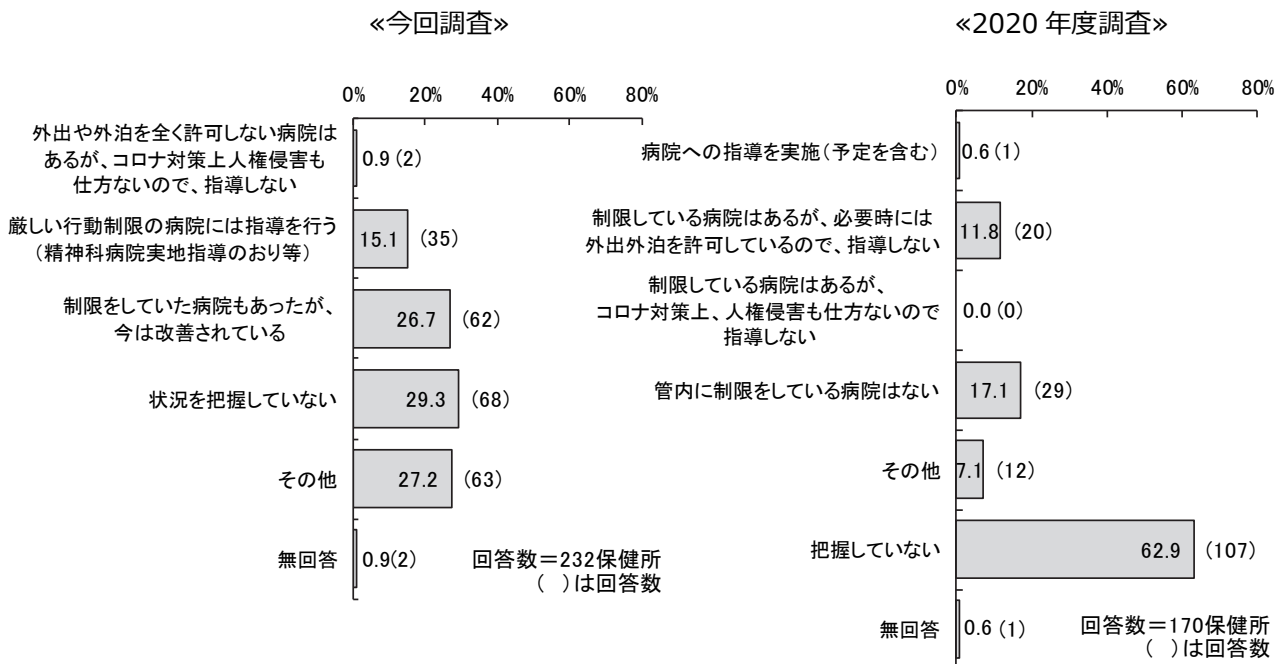 ≪今回調査≫
0% 20% 40% 60% 80%
外出や外泊を全く許可しない病院は
あるが、コロナ対策上人権侵害も
仕方ないので、指導しない
0.9 (2)
厳しい行動制限の病院には指導を行う
（精神科病院実地指導のおり等）
15.1 (35)
制限をしていた病院もあったが、
今は改善されている
26.7 (62)
状況を把握していない
29.3 (68)
その他
27.2 (63)
無回答
0.9(2)
回答数＝232保健所
（　）は回答数
≪2020 年度調査≫
0% 20% 40% 60% 80%
病院への指導を実施（予定を含む）
0.6 (1)
制限している病院はあるが、必要時には
外出外泊を許可しているので、指導しない
11.8 (20)
制限している病院はあるが、
コロナ対策上、人権侵害も仕方ないので
指導しない
0.0 (0)
管内に制限をしている病院はない
17.1 (29)
その他
7.1 (12)
把握していない
62.9 (107)
無回答
0.6 (1)
回答数＝170保健所
（　）は回答数